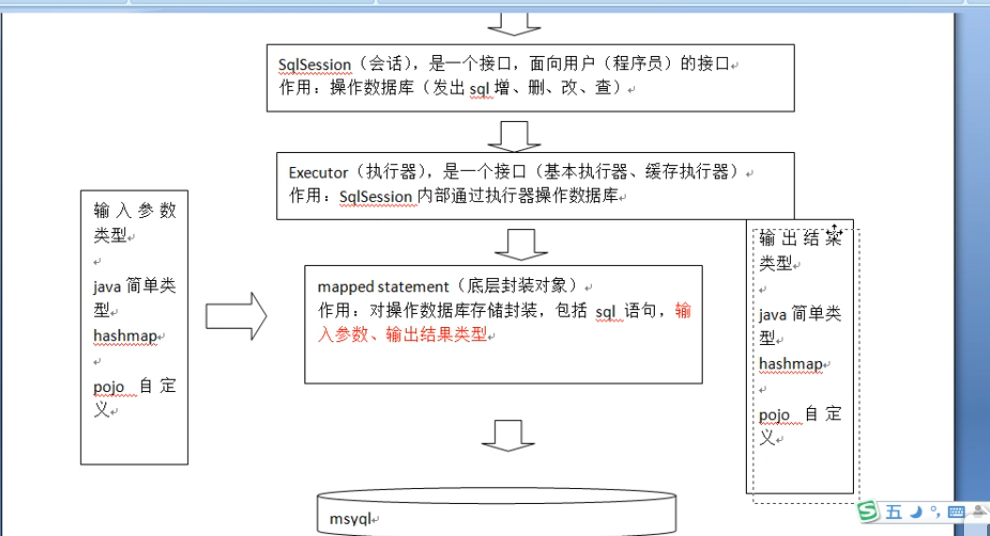 SqlSession（会话），是一个接口，面向用户（程序员）的接口
作用：操作数据库（发出 sql 增、删、改、查）
Executor（执行器），是一个接口（基本执行器、缓存执行器）
作用：SqlSession 内部通过执行器操作数据库
输入参数
类型
java 简单类
型
hashmap
pojo 自定
义
mapped statement（底层封装对象）
作用：对操作数据库存储封装，包括 sql 语句，输
入参数、输出结果类型
输出结果
类型
java 简单类
型
hashmap
pojo 自定
义
msyql
S 五